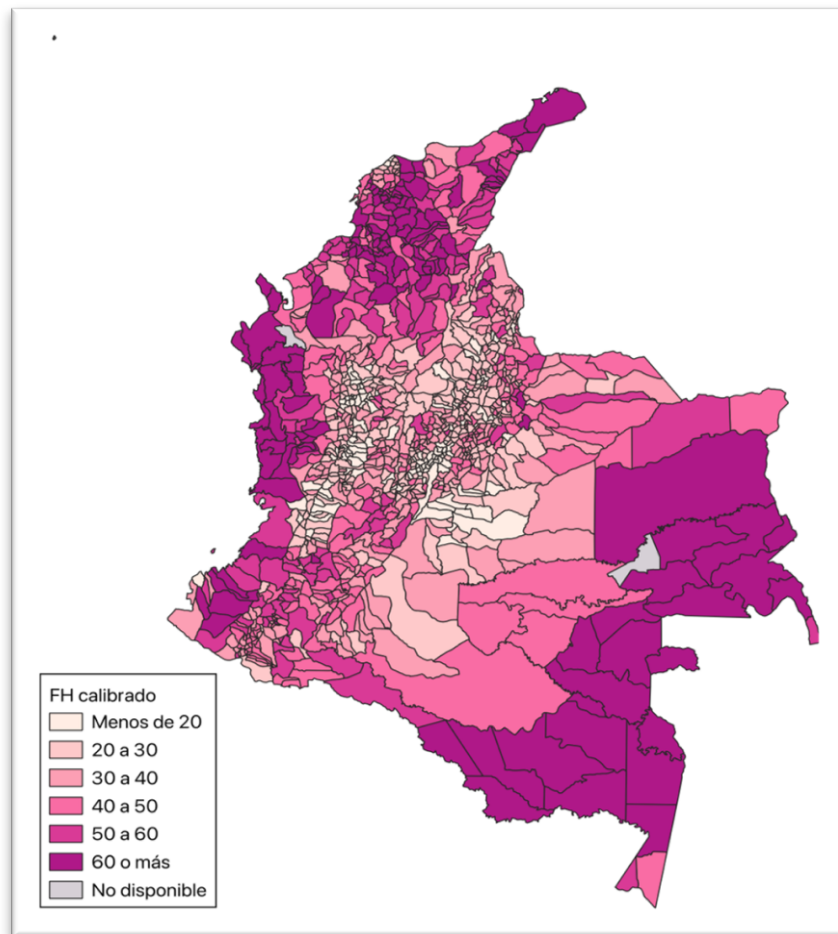 FH calibrado
Menos de 20
20 a 30
30 a 40
40 a 50
50 a 60
60 o más
No disponible